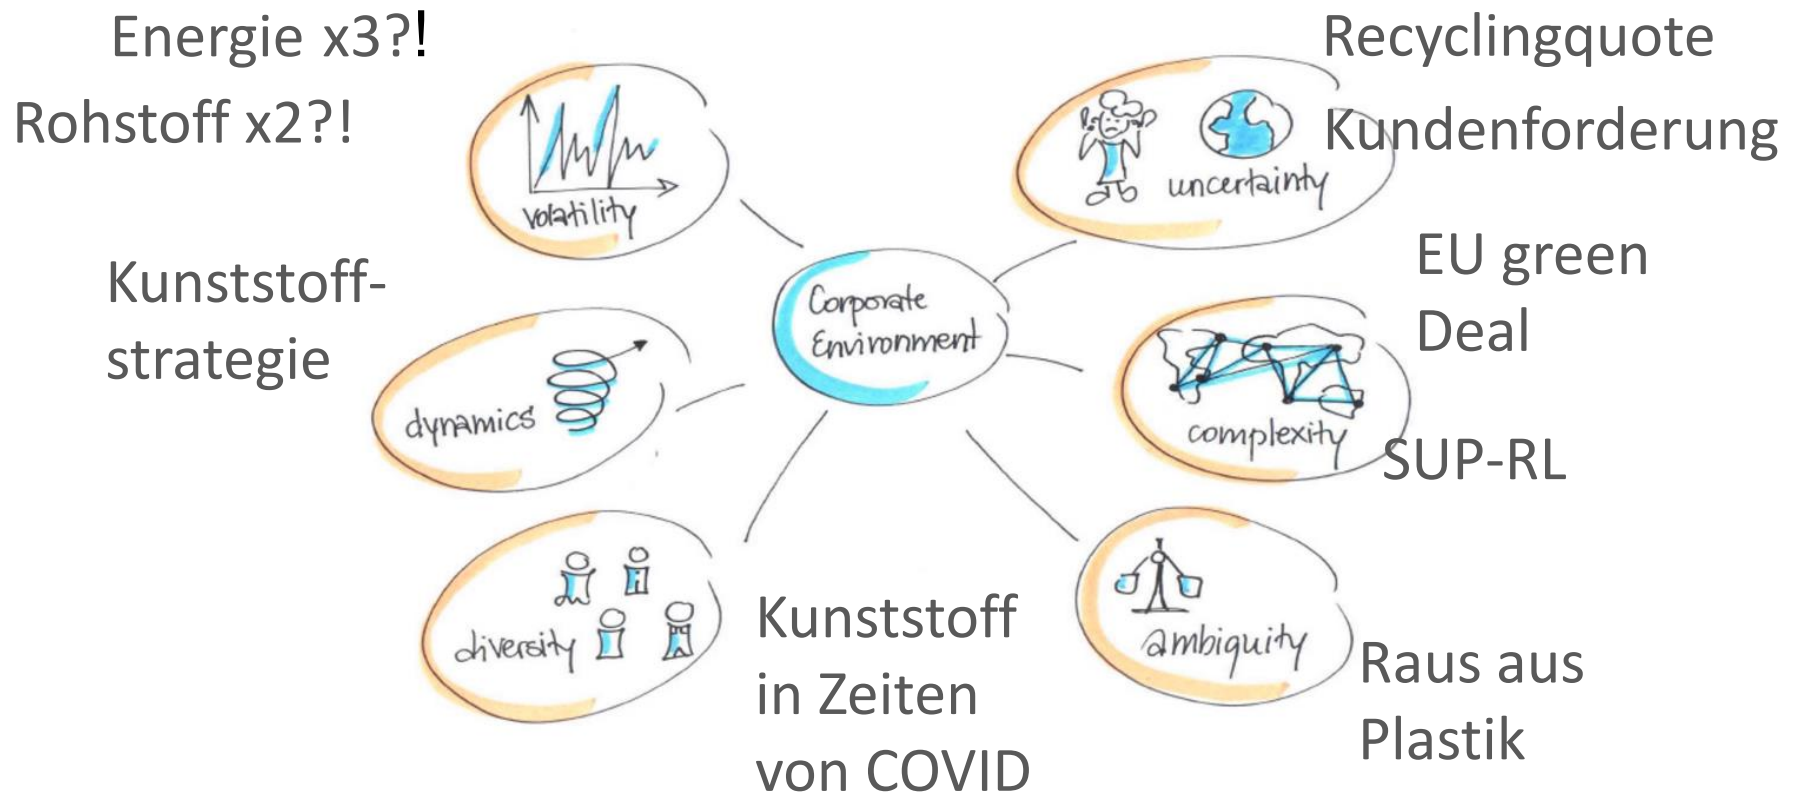 Energie x3?!
Rohstoff x2?!
volatility
Recyclingquote
Kundenforderung
uncertainty
Kunststoff-
strategie
dynamics
Corporate
Environment
EU green
Deal
complexity
SUP-RL
diversity
Kunststoff
in Zeiten
von COVID
ambiguity
Raus aus
Plastik